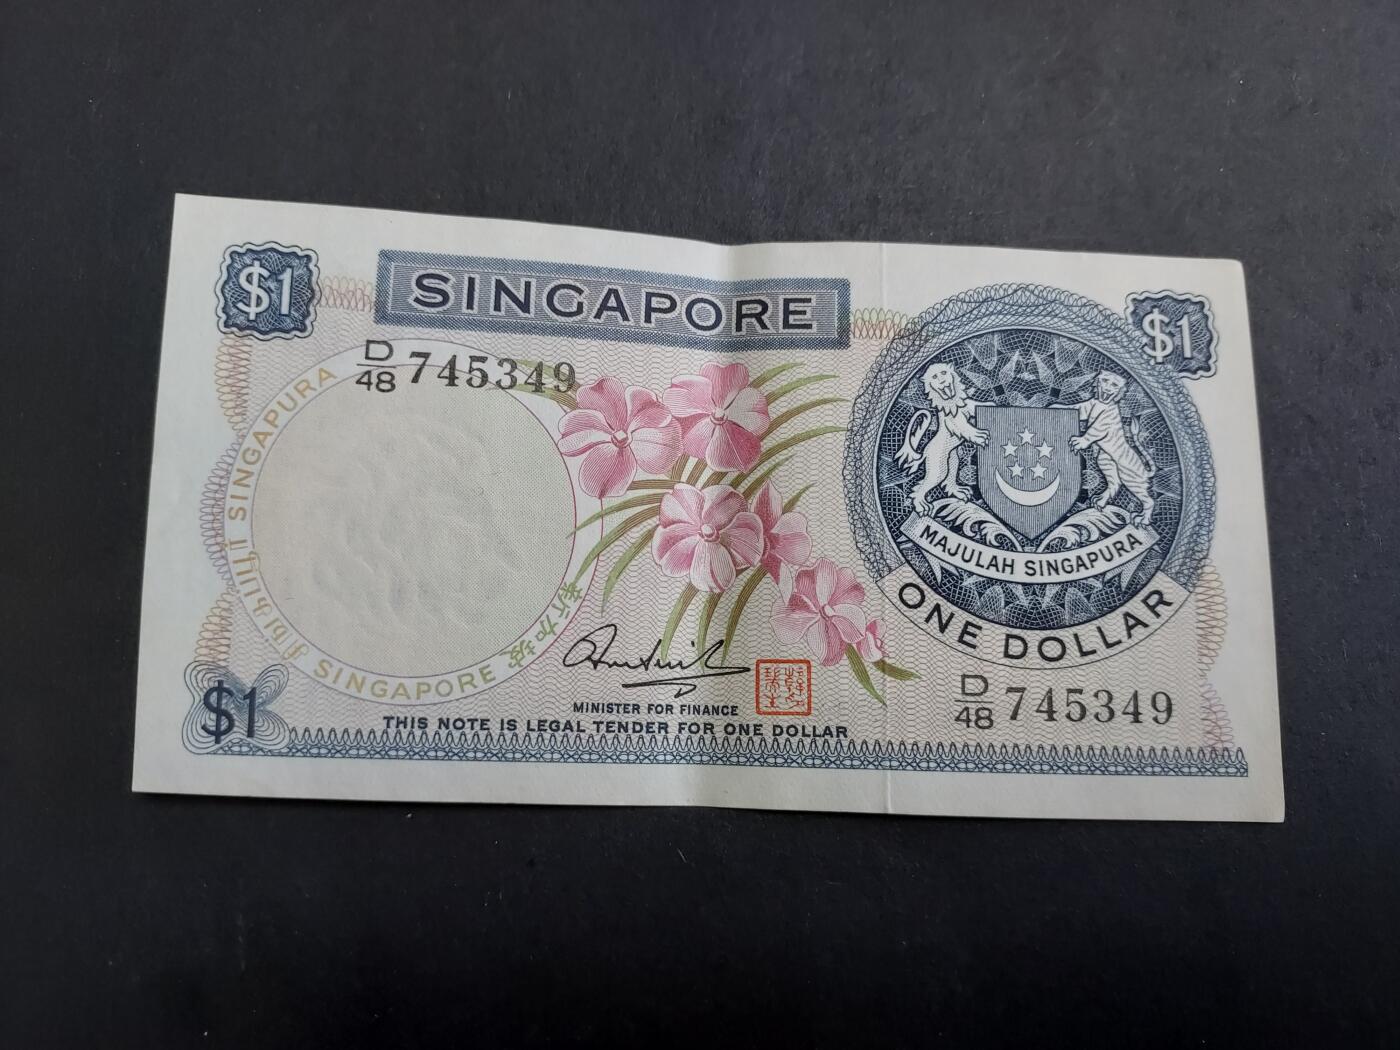 $1
SINGAPORE
$1
D/48 745349
SINGAPURA
சிங்கப்பூர்
新加坡
SINGAPORE
MAJULAH SINGAPURA
ONE DOLLAR
D/48 745349
MINISTER FOR FINANCE
$1
THIS NOTE IS LEGAL TENDER FOR ONE DOLLAR